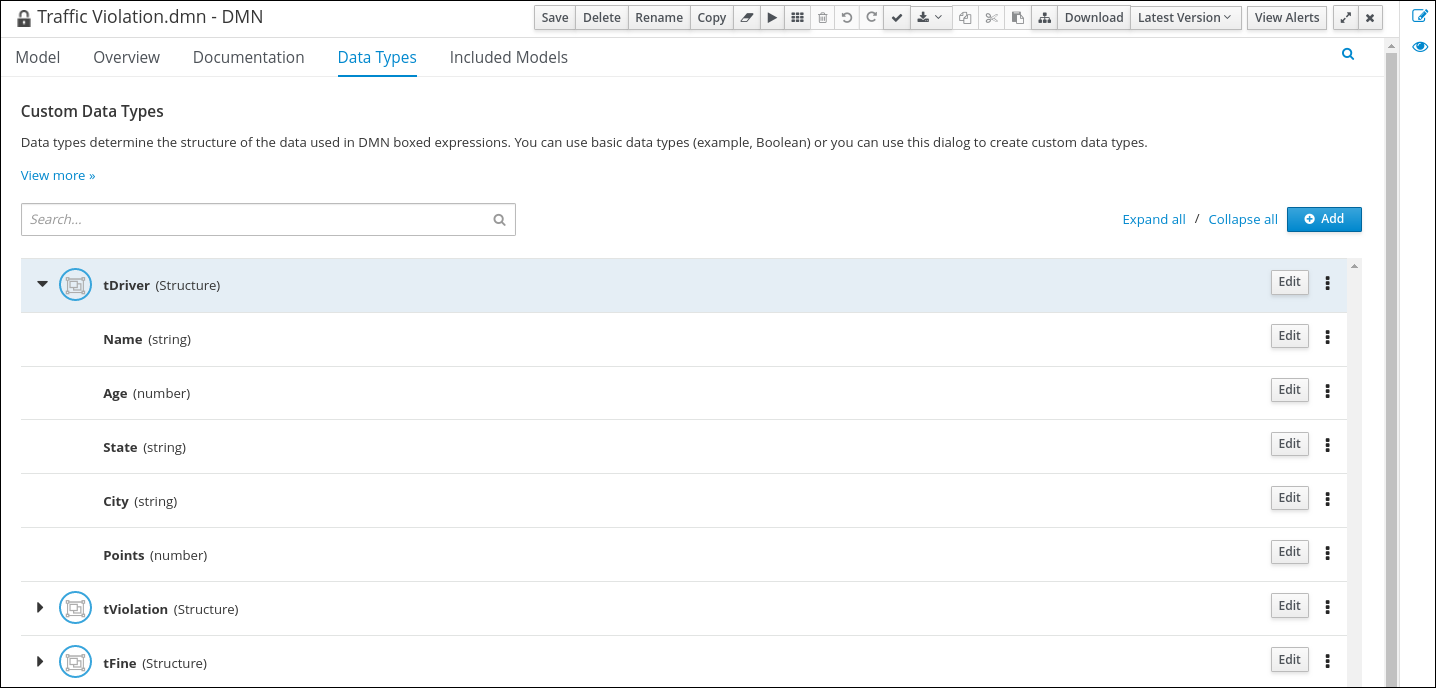 Traffic Violation.dmn - DMN
Save Delete Rename Copy Download Latest Version View Alerts
Model Overview Documentation Data Types Included Models
Custom Data Types
Data types determine the structure of the data used in DMN boxed expressions. You can use basic data types (example, Boolean) or you can use this dialog to create custom data types.
View more »
Search...
Expand all / Collapse all Add
tDriver (Structure) Edit
Name (string) Edit
Age (number) Edit
State (string) Edit
City (string) Edit
Points (number) Edit
tViolation (Structure) Edit
tFine (Structure) Edit